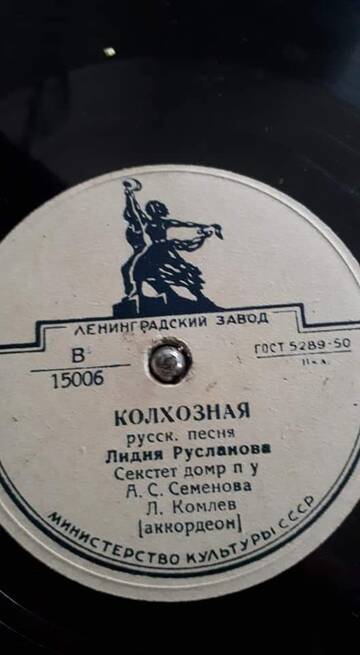 ЛЕНИНГРАДСКИЙ ЗАВОД
В
15006
ГОСТ 5289-50
КОЛХОЗНАЯ
русск. песня
Лидия Русланова
Секстет домр п у
А. С. Семенова
Л. Комлев
[аккордеон]
МИНИСТЕРСТВО КУЛЬТУРЫ СССР